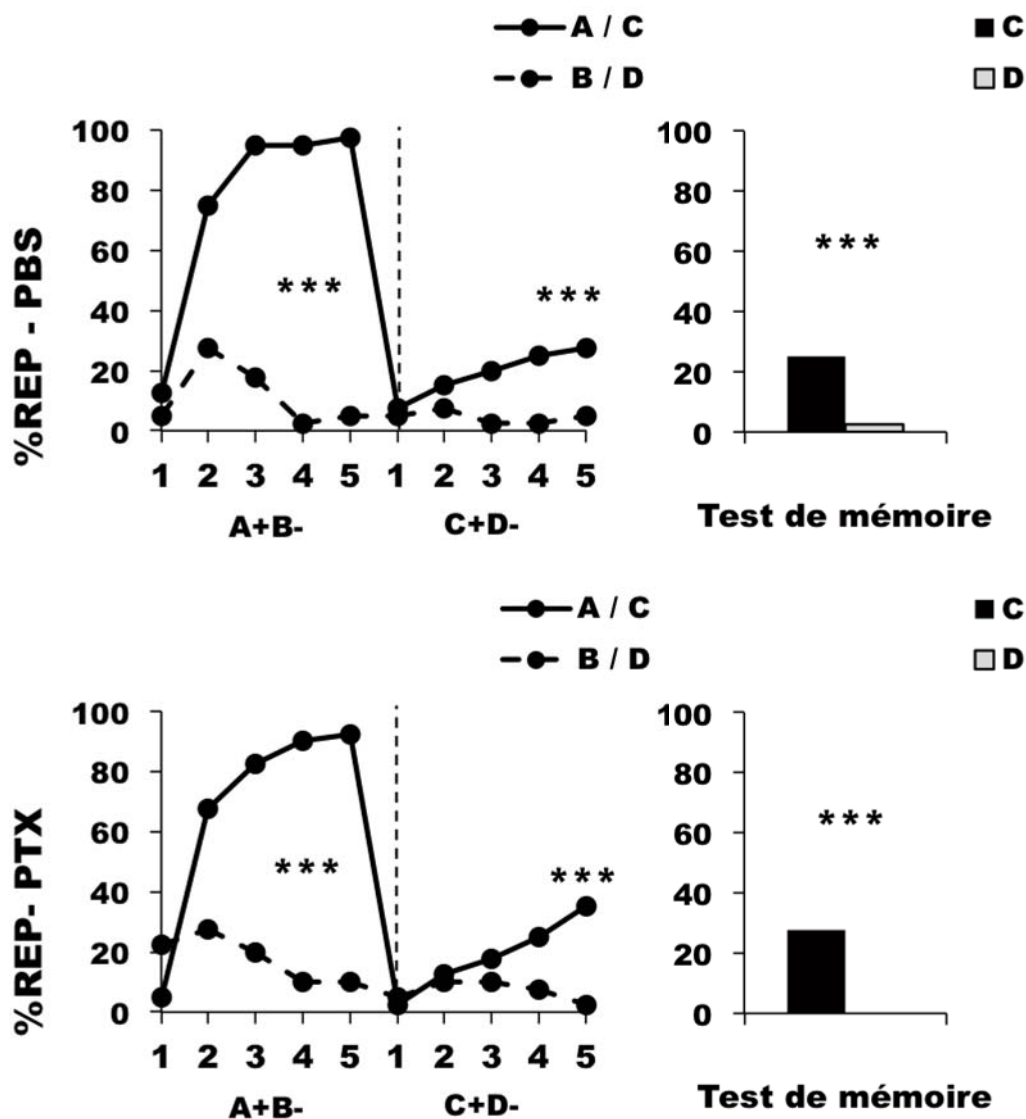 A / C
B / D
C
D
%REP - PBS
100
80
60
40
20
0
***
***
1 2 3 4 5 1 2 3 4 5
A+B- C+D-
100
80
60
40
20
0
***
Test de mémoire
A / C
B / D
C
D
%REP- PTX
100
80
60
40
20
0
***
***
1 2 3 4 5 1 2 3 4 5
A+B- C+D-
100
80
60
40
20
0
***
Test de mémoire